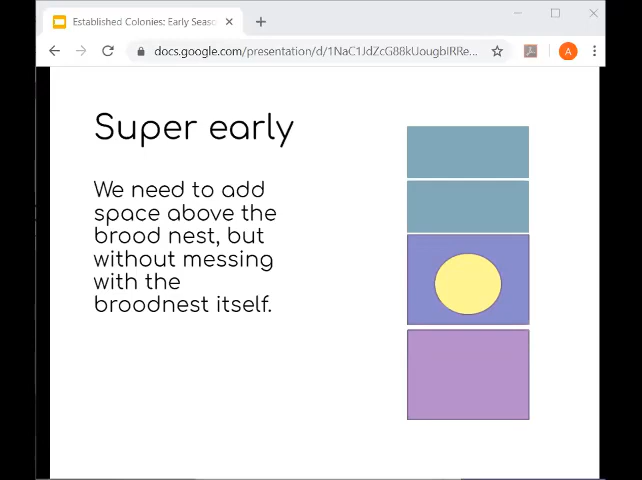 Established Colonies: Early Seaso
docs.google.com/presentation/d/1NaC1JdZcG88kUougbIRRe...
A
Super early
We need to add
space above the
brood nest, but
without messing
with the
broodnest itself.